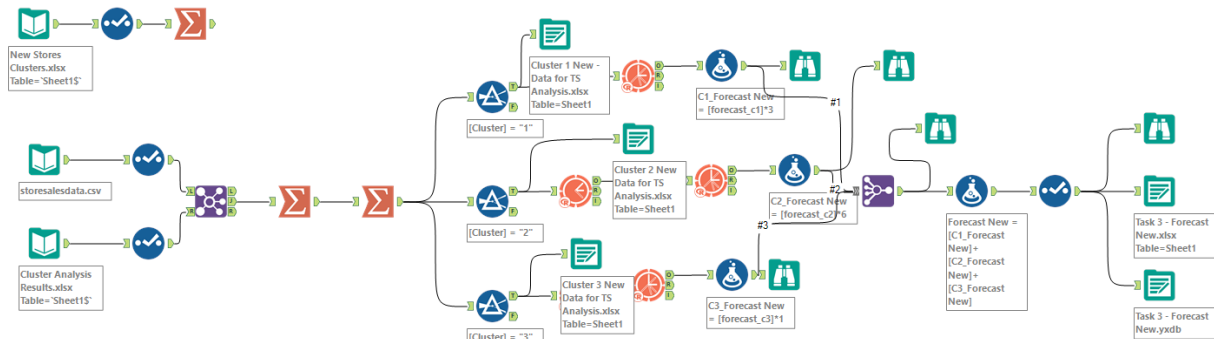 New Stores
Clusters.xlsx
Table=`Sheet1$`
storesalesdata.csv
Cluster Analysis
Results.xlsx
Table=`Sheet1$`
L
R
L
J
R
[Cluster] = "1"
T
F
Cluster 1 New -
Data for TS
Analysis.xlsx
Table=Sheet1
O
R
I
C1_Forecast New
= [forecast_c1]*3
#1
[Cluster] = "2"
T
F
O
R
I
Cluster 2 New
Data for TS
Analysis.xlsx
Table=Sheet1
O
R
I
C2_Forecast New
= [forecast_c2]*6
#2
[Cluster] = "3"
T
F
Cluster 3 New
Data for TS
Analysis.xlsx
Table=Sheet1
O
R
I
C3_Forecast New
= [forecast_c3]*1
#3
Forecast New =
[C1_Forecast
New]+
[C2_Forecast
New]+
[C3_Forecast
New]
Task 3 - Forecast
New.xlsx
Table=Sheet1
Task 3 - Forecast
New.yxdb